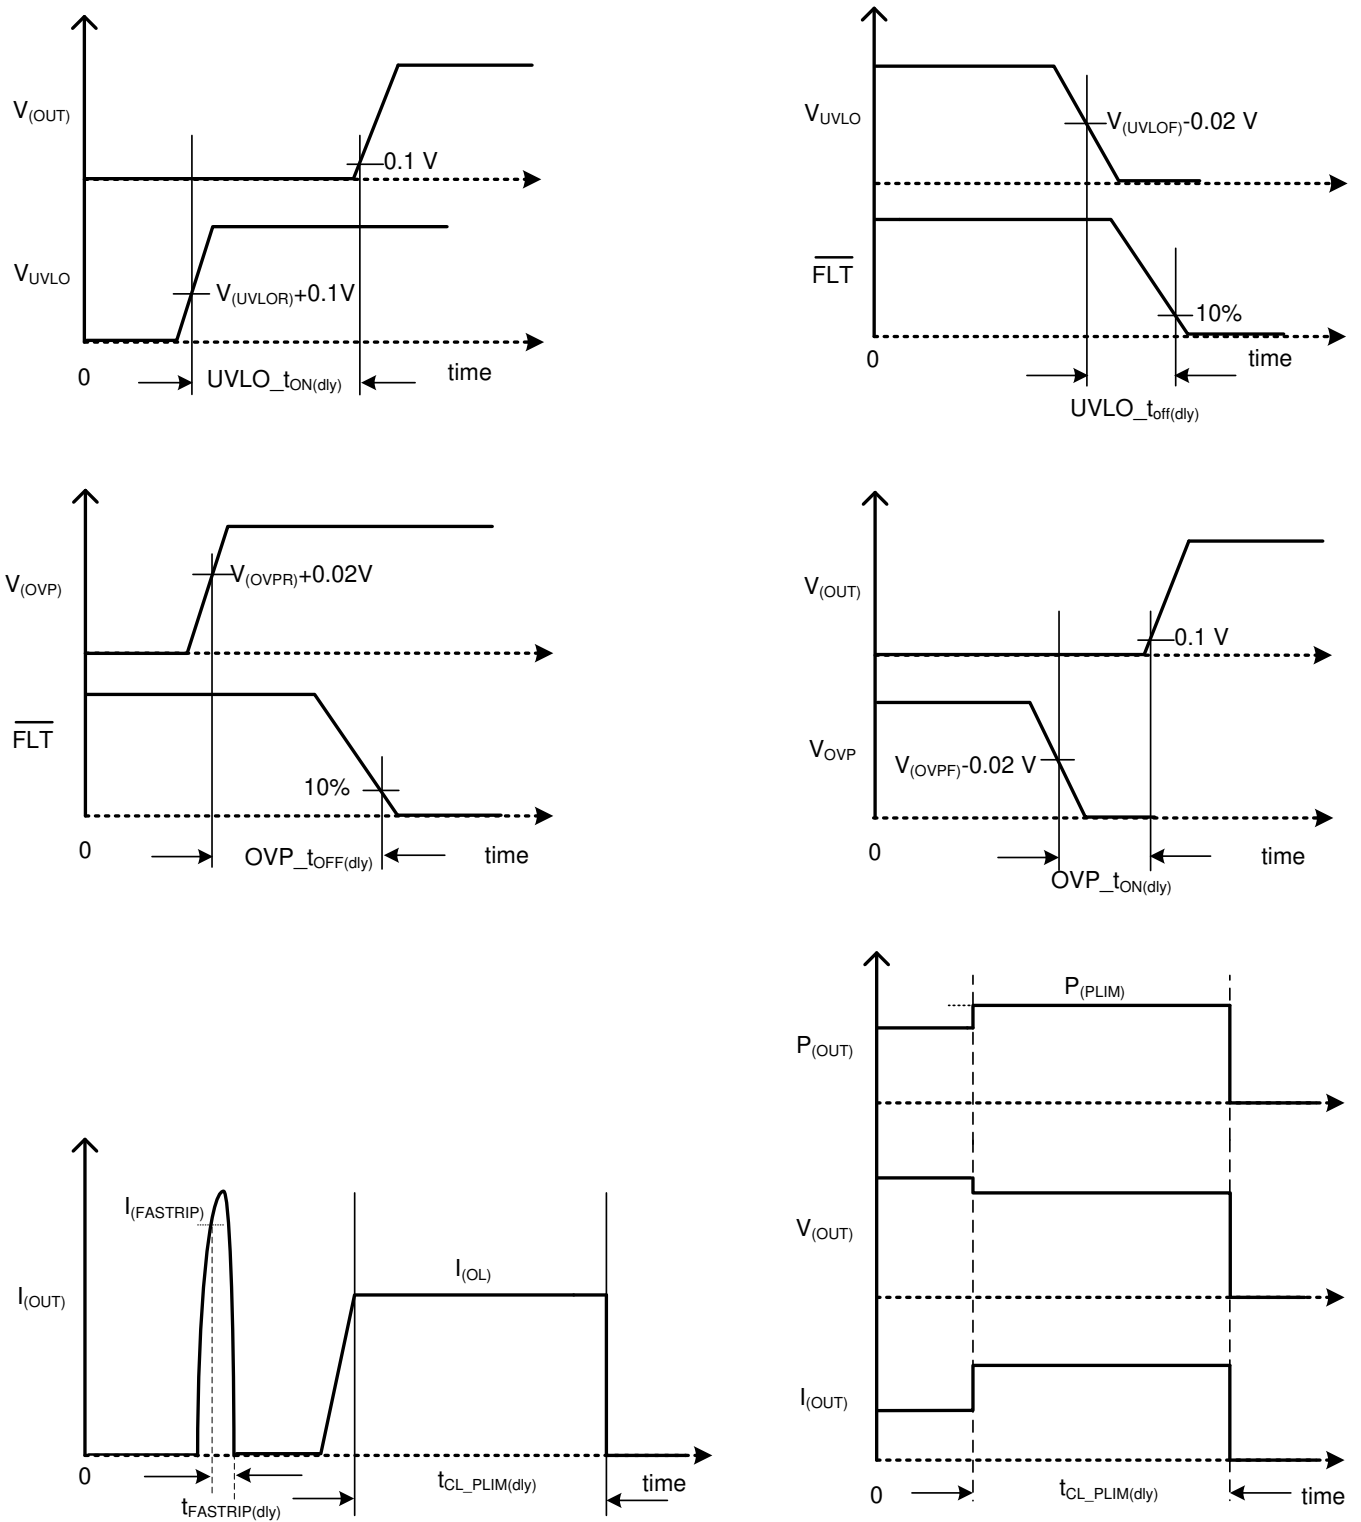 V(OUT)
0.1 V
VUVLO
V(UVLOR)+0.1V
0
UVLO_tON(dly)
time
VUVLO
V(UVLOF)-0.02 V
FLT
10%
0
time
UVLO_toff(dly)
V(OVP)
V(OVPR)+0.02V
FLT
10%
0
OVP_tOFF(dly)
time
V(OUT)
0.1 V
VOVP
V(OVPF)-0.02 V
0
time
OVP_tON(dly)
I(FASTRIP)
I(OL)
I(OUT)
0
tCL_PLIM(dly)
time
tFASTRIP(dly)
P(PLIM)
P(OUT)
V(OUT)
I(OUT)
0
tCL_PLIM(dly)
time